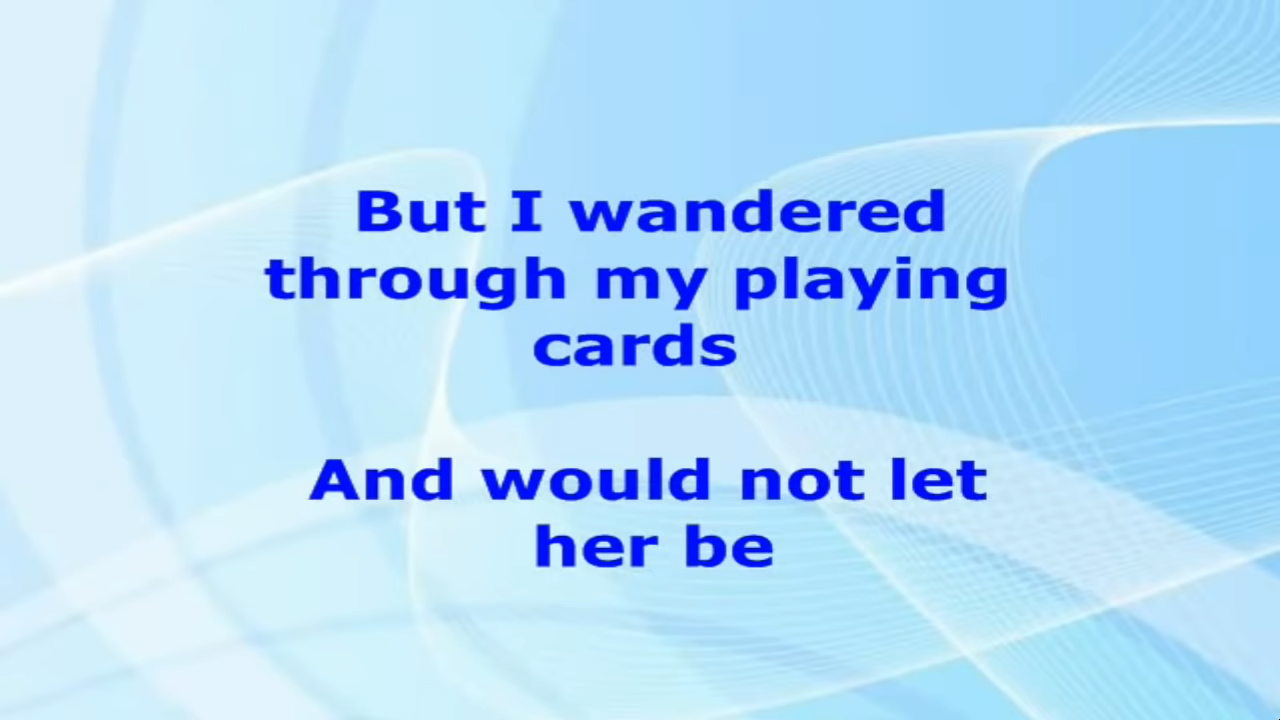 But I wandered
through my playing
cards
And would not let
her be